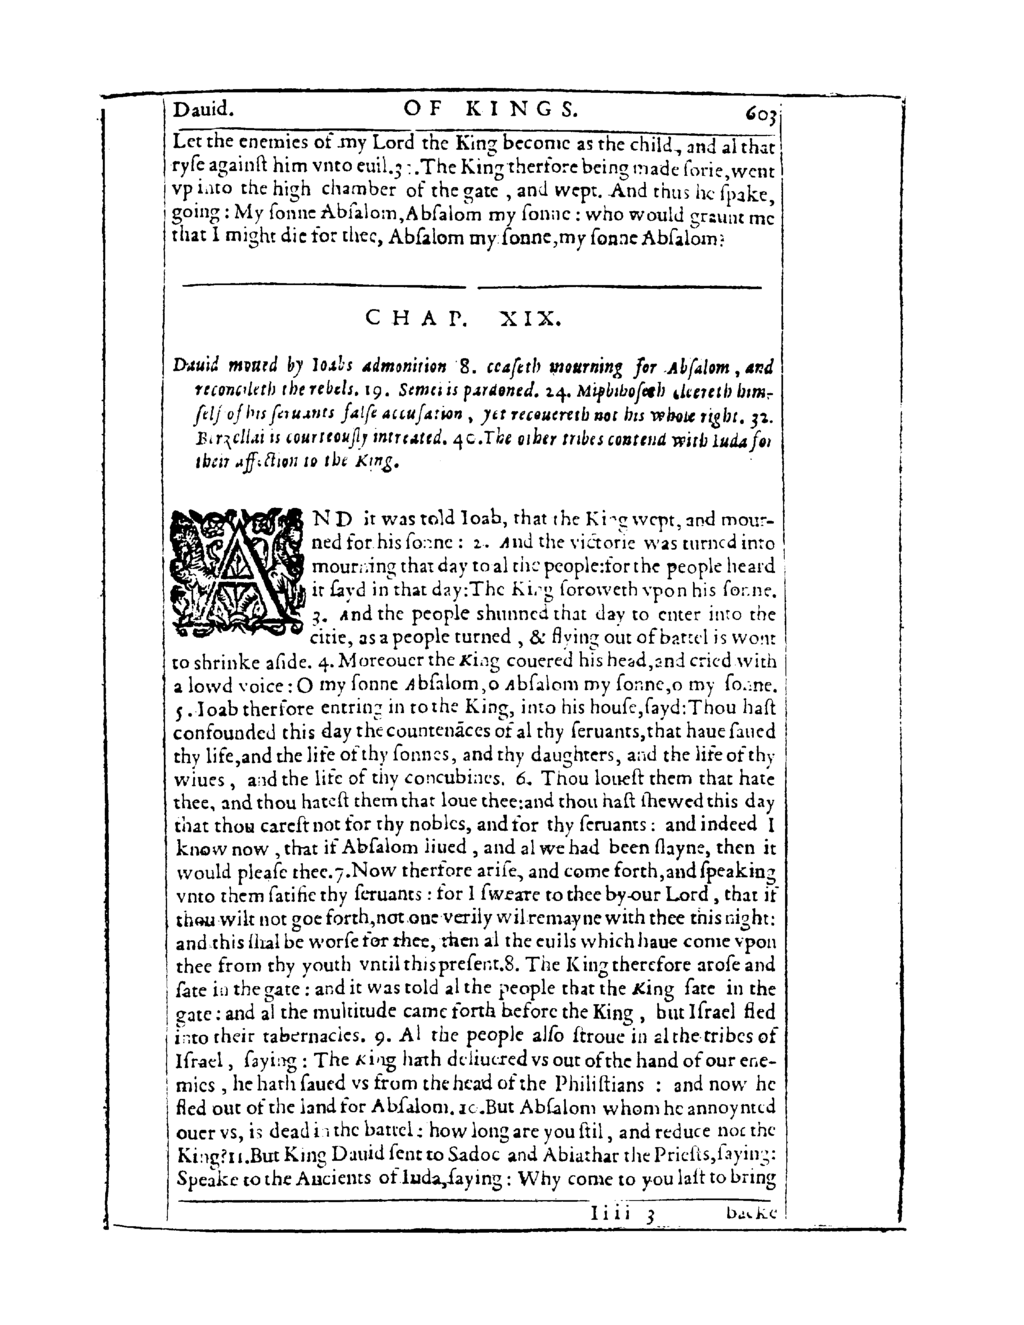 Dauid. OF KINGS. 603
Let the enemies of my Lord the King become as the child, and al that
ryſe againſt him vnto euil. 3:. The King therfore being made ſorie, went
vp into the high chamber of the gate, and wept. And thus he ſpake,
going: My ſonne Abſalom, Abſalom my ſonne: who would graunt me
that I might die for thee, Abſalom my ſonne, my ſonne Abſalom?
CHAP. XIX.
Dauid moued by Ioabs admonition 8. ceaſeth mourning for Abſalom, and
reconcileth the rebels. 19. Semei is pardoned. 24. Miphiboſeth cleereth him-
ſelf of his ſeruants falſe accuſation, yet recouereth not his whole right. 32.
Berzellai is courteouſly intreated. 40. The other tribes contend with Iuda for
their affection to the King.
AND it was told Ioab, that the King wept, and mour-
ned for his ſonne: 2. And the victorie was turned into
mourning that day to al the people: for the people heard
it ſayd in that day: The King ſoroweth vpon his ſonne.
3. And the people shunned that day to enter into the
citie, as a people turned, & flying out of battel is wont
to shrinke aſide. 4. Moreouer the King couered his head, and cried with
a lowd voice: O my ſonne Abſalom, o Abſalom my ſonne, o my ſonne.
5. Ioab therfore entring in to the King, into his houſe, ſayd: Thou haſt
confounded this day the countenāces of al thy ſeruants, that haue ſaued
thy life, and the life of thy ſonnes, and thy daughters, and the life of thy
wiues, and the life of thy concubines. 6. Thou loueſt them that hate
thee, and thou hateſt them that loue thee: and thou haſt ſhewed this day
that thou careſt not for thy nobles, and for thy ſeruants: and indeed I
know now, that if Abſalom liued, and al we had been ſlayne, then it
would pleaſe thee. 7. Now therfore ariſe, and come forth, and ſpeaking
vnto them ſatiſie thy ſeruants: for I ſweare to thee by our Lord, that if
thou wilt not goe forth, not one verily wil remayne with thee this night:
and this ſhal be worſe for thee, then al the euils which haue come vpon
thee from thy youth vntil this preſent. 8. The King therefore aroſe and
ſate in the gate: and it was told al the people that the King ſate in the
gate: and al the multitude came forth before the King, but Iſrael fled
into their tabernacles. 9. Al the people alſo ſtroue in al the tribes of
Iſrael, ſaying: The King hath deliuered vs out of the hand of our ene-
mies, he hath ſaued vs from the head of the Philiſtians: and now he
fled out of the land for Abſalom. 10. But Abſalom whom he annoynted
ouer vs, is dead in the battel: how long are you ſtil, and reduce not the
King? 11. But King Dauid ſent to Sadoc and Abiathar the Prieſts, ſaying:
Speake to the Ancients of Iuda, ſaying: Why come to you laſt to bring
Iiii 3 backe